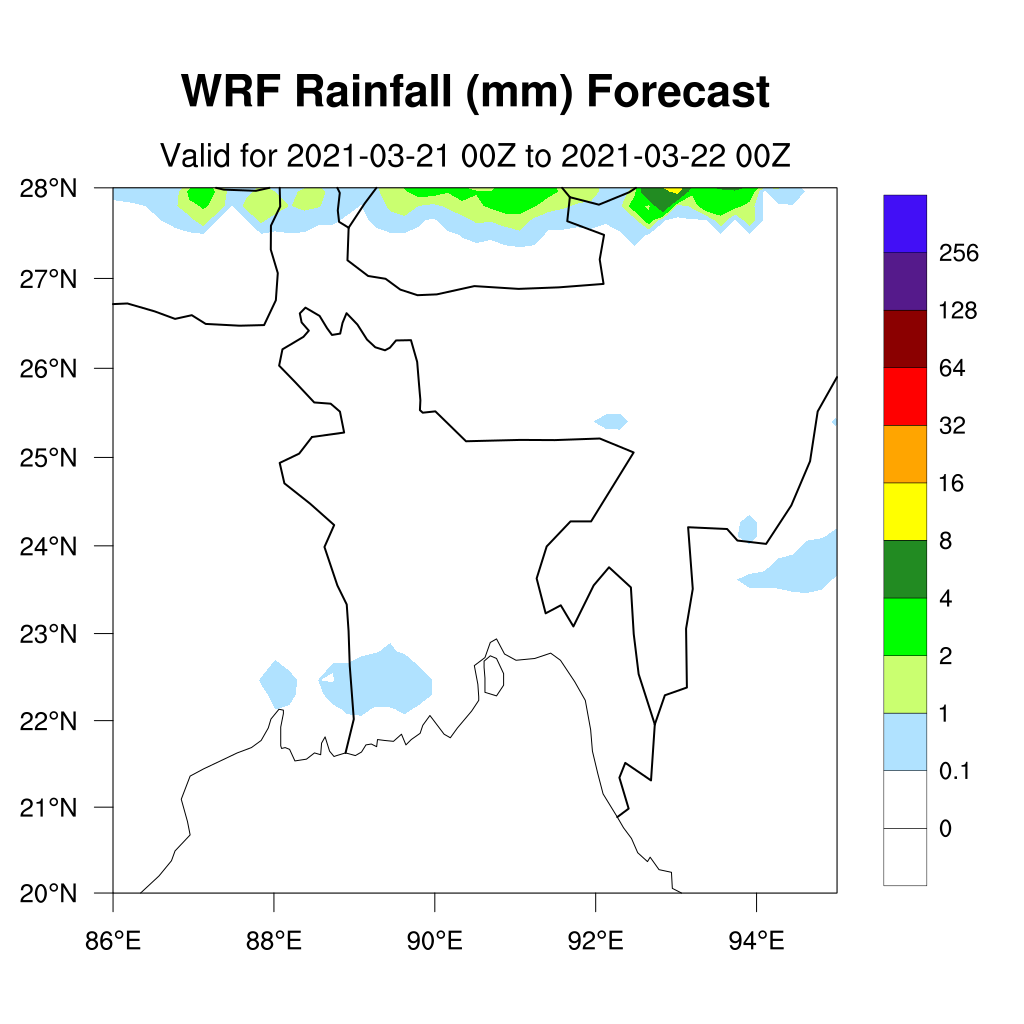 WRF Rainfall (mm) Forecast
Valid for 2021-03-21 00Z to 2021-03-22 00Z
28°N
27°N
26°N
25°N
24°N
23°N
22°N
21°N
20°N
86°E 88°E 90°E 92°E 94°E
256
128
64
32
16
8
4
2
1
0.1
0